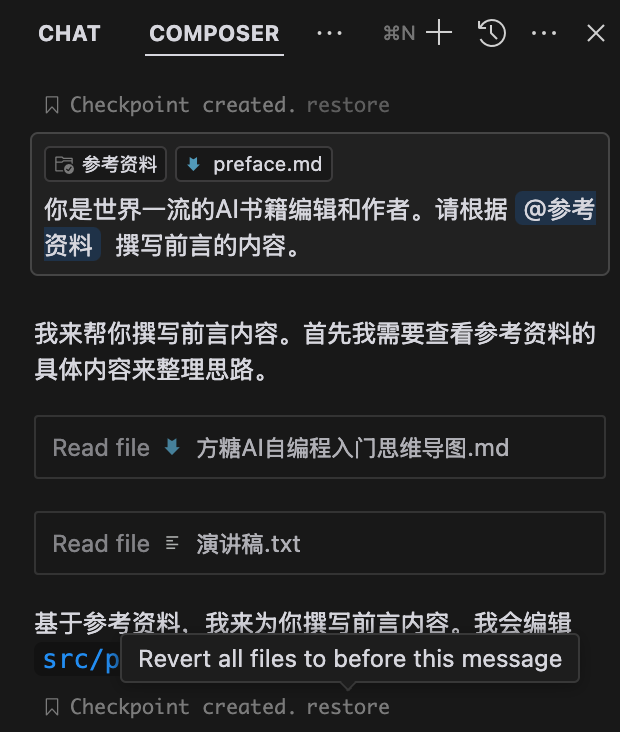 CHAT COMPOSER ··· ⌘N
Checkpoint created. restore
参考资料 preface.md
你是世界一流的AI书籍编辑和作者。请根据 @参考
资料 撰写前言的内容。
我来帮你撰写前言内容。首先我需要查看参考资料的
具体内容来整理思路。
Read file 方糖AI自编程入门思维导图.md
Read file 演讲稿.txt
基于参考资料，我来为你撰写前言内容。我会编辑
src/p
Revert all files to before this message
Checkpoint created. restore